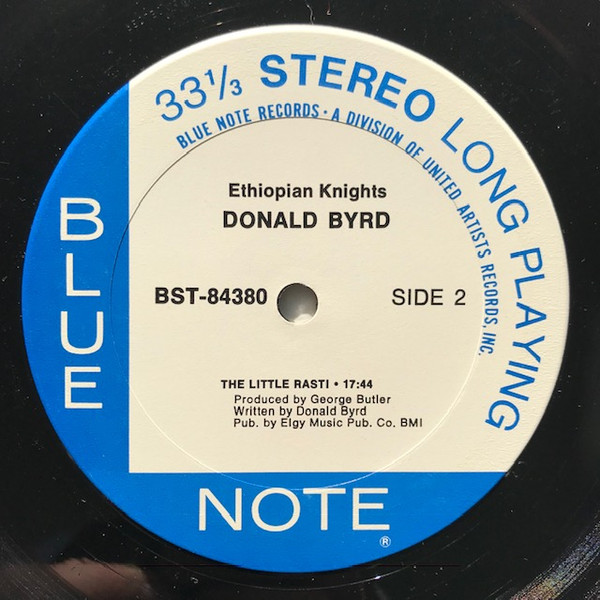 33⅓ STEREO LONG PLAYING
BLUE NOTE RECORDS · A DIVISION OF UNITED ARTISTS RECORDS, INC.
Ethiopian Knights
DONALD BYRD
BST-84380
SIDE 2
THE LITTLE RASTI • 17:44
Produced by George Butler
Written by Donald Byrd
Pub. by Elgy Music Pub. Co. BMI
BLUE
NOTE
®